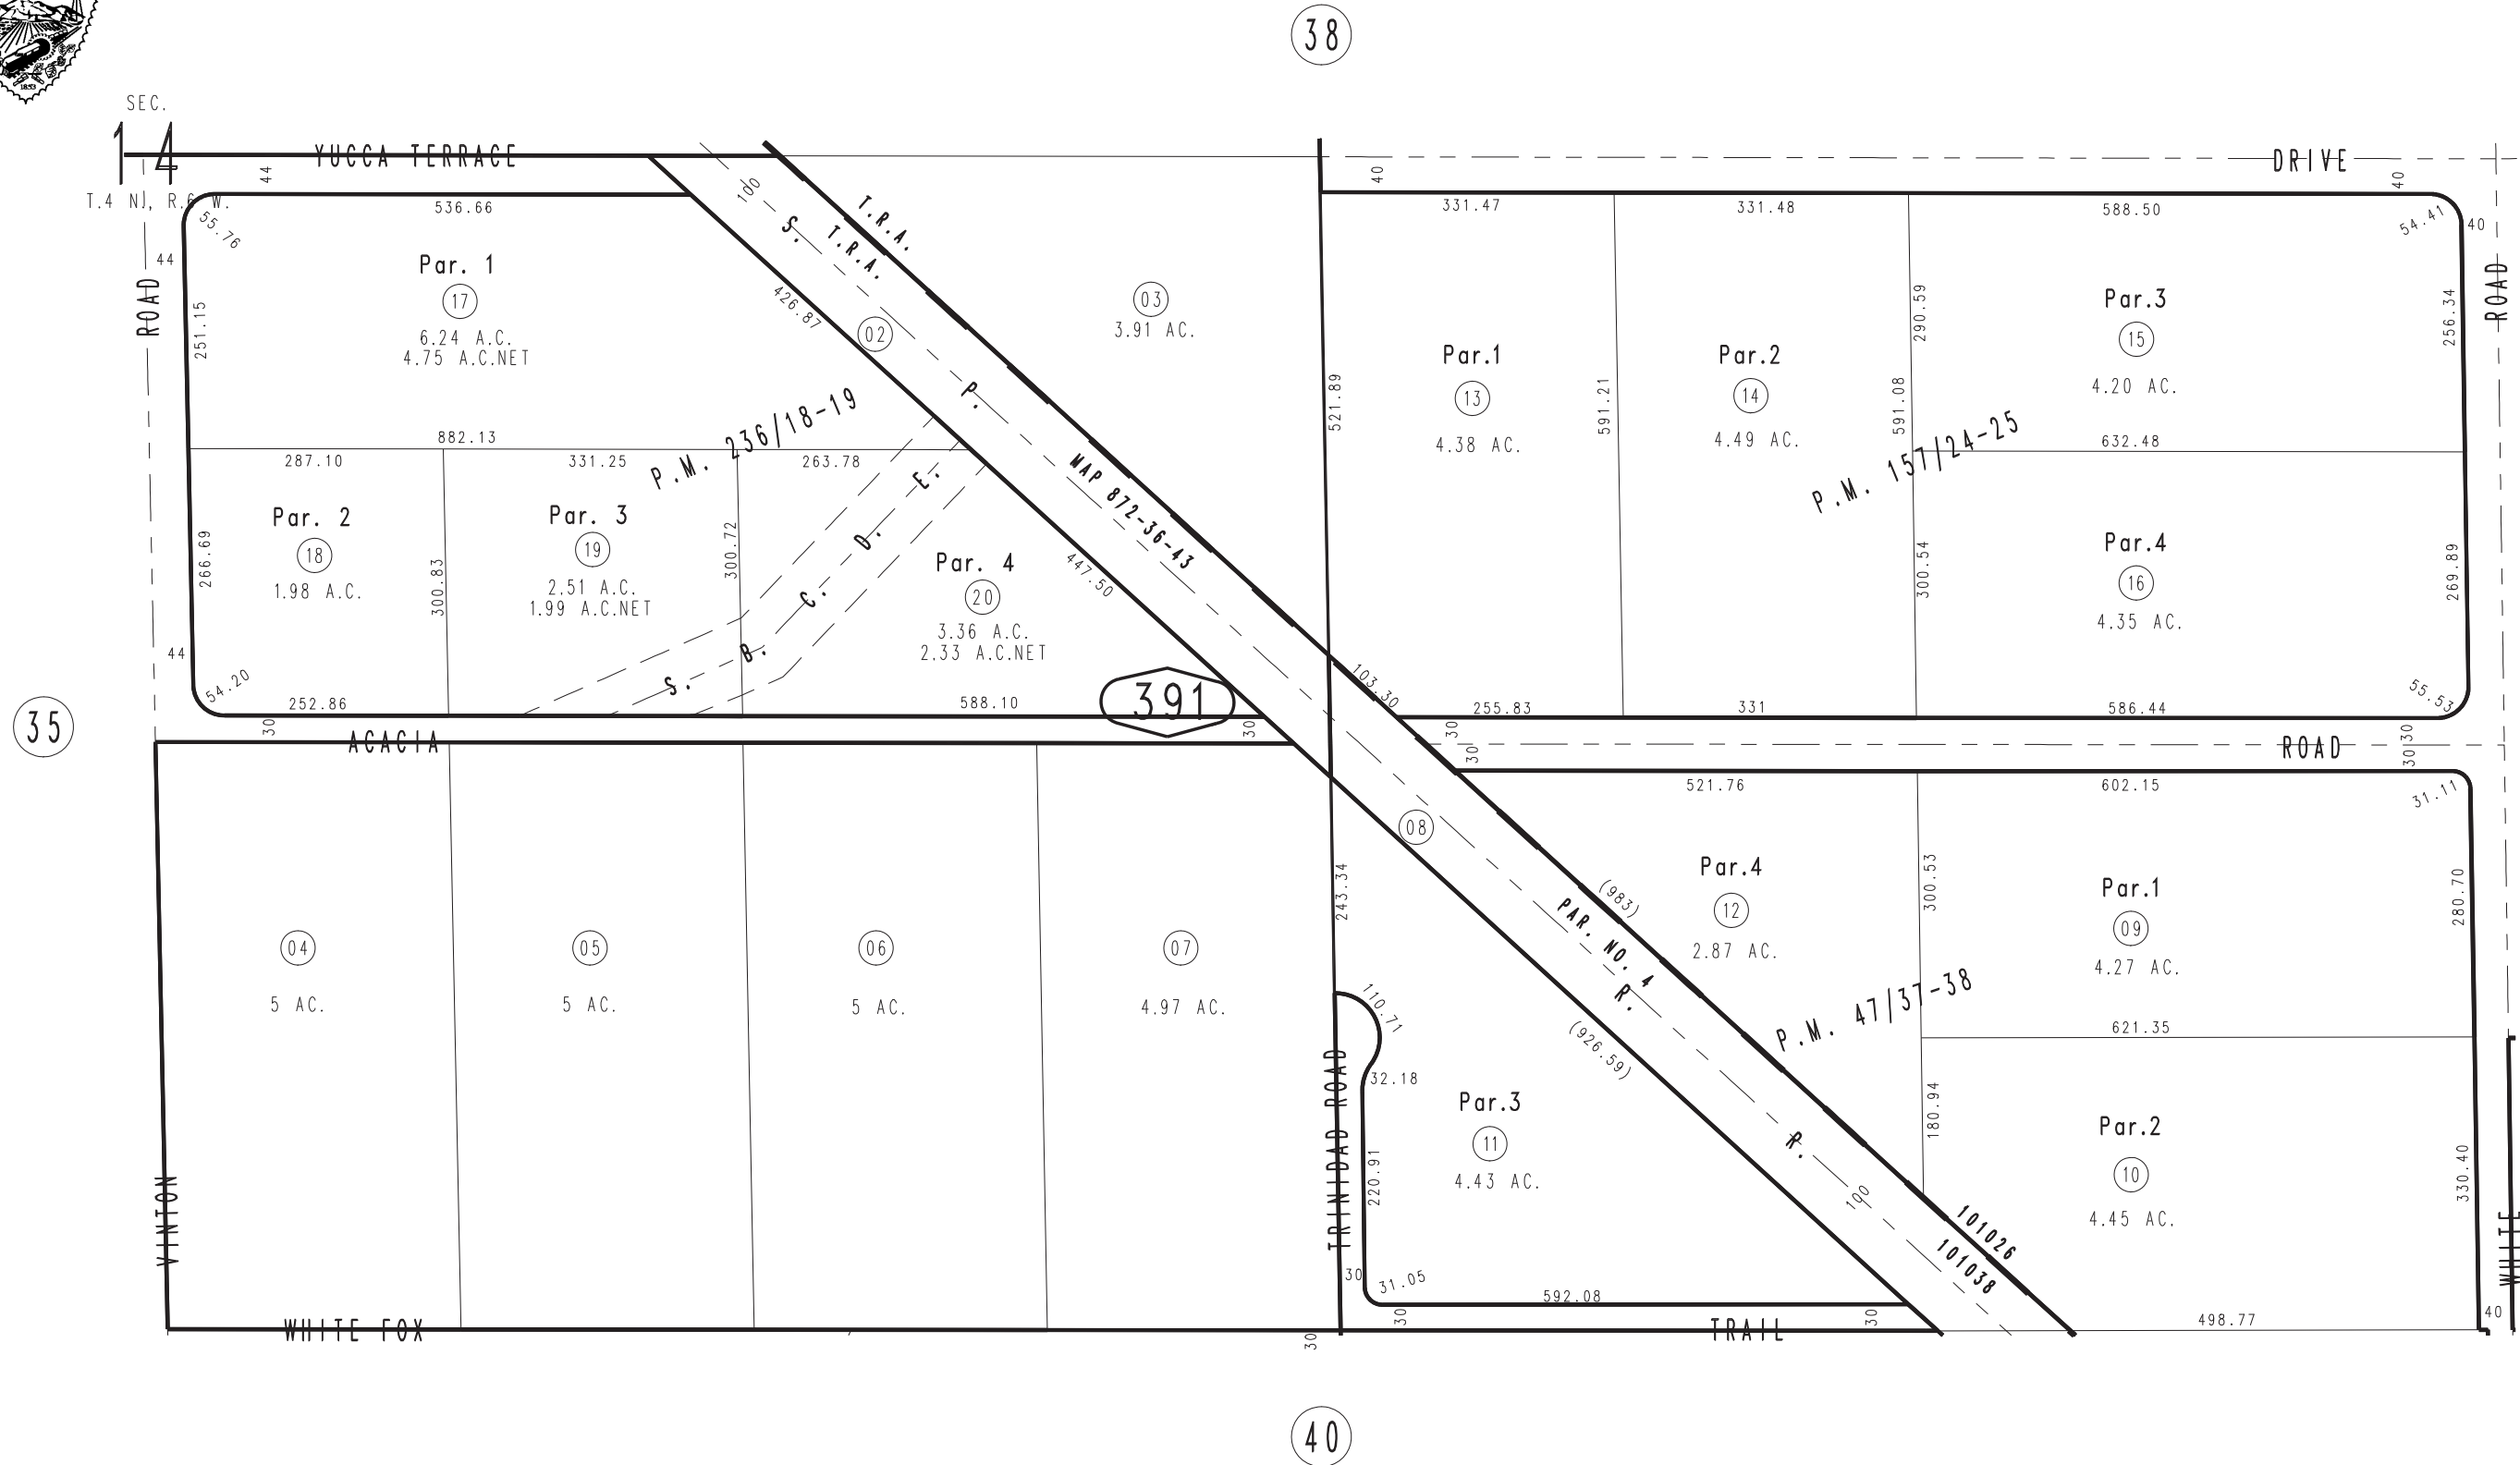 38
1853
SEC.
14
T.4 N., R.6 W.
YUCCA TERRACE
DRIVE
44
100
40
40
536.66
331.47
331.48
588.50
54.41
40
55.76
44
ROAD
ROAD
S.
P.
T.R.A.
T.R.A.
Par. 1
17
6.24 A.C.
4.75 A.C.NET
251.15
426.87
02
03
3.91 AC.
521.89
Par.1
13
4.38 AC.
591.21
Par.2
14
4.49 AC.
591.08
290.59
Par.3
15
4.20 AC.
256.34
P.M. 236/18-19
P.M. 157/24-25
882.13
632.48
287.10
331.25
263.78
MAP 872-36-43
Par. 2
18
1.98 A.C.
266.69
300.83
Par. 3
19
2.51 A.C.
1.99 A.C.NET
300.72
S. B. C. D. E.
Par. 4
20
3.36 A.C.
2.33 A.C.NET
447.50
300.54
Par.4
16
4.35 AC.
269.89
44
54.20
252.86
588.10
391
103.30
255.83
331
586.44
55.53
35
30
ACACIA
30
30
30
ROAD
30
30
521.76
602.15
31.11
08
243.34
04
5 AC.
05
5 AC.
06
5 AC.
07
4.97 AC.
(983)
PAR. NO. 4
R.
R.
Par.4
12
2.87 AC.
300.53
Par.1
09
4.27 AC.
280.70
P.M. 47/37-38
621.35
110.71
32.18
(926.59)
TRINIDAD ROAD
Par.3
11
4.43 AC.
220.91
180.94
Par.2
10
4.45 AC.
330.40
VINTON
WHITE
100
101026
101038
30
31.05
592.08
30
30
498.77
40
WHITE FOX
TRAIL
30
40